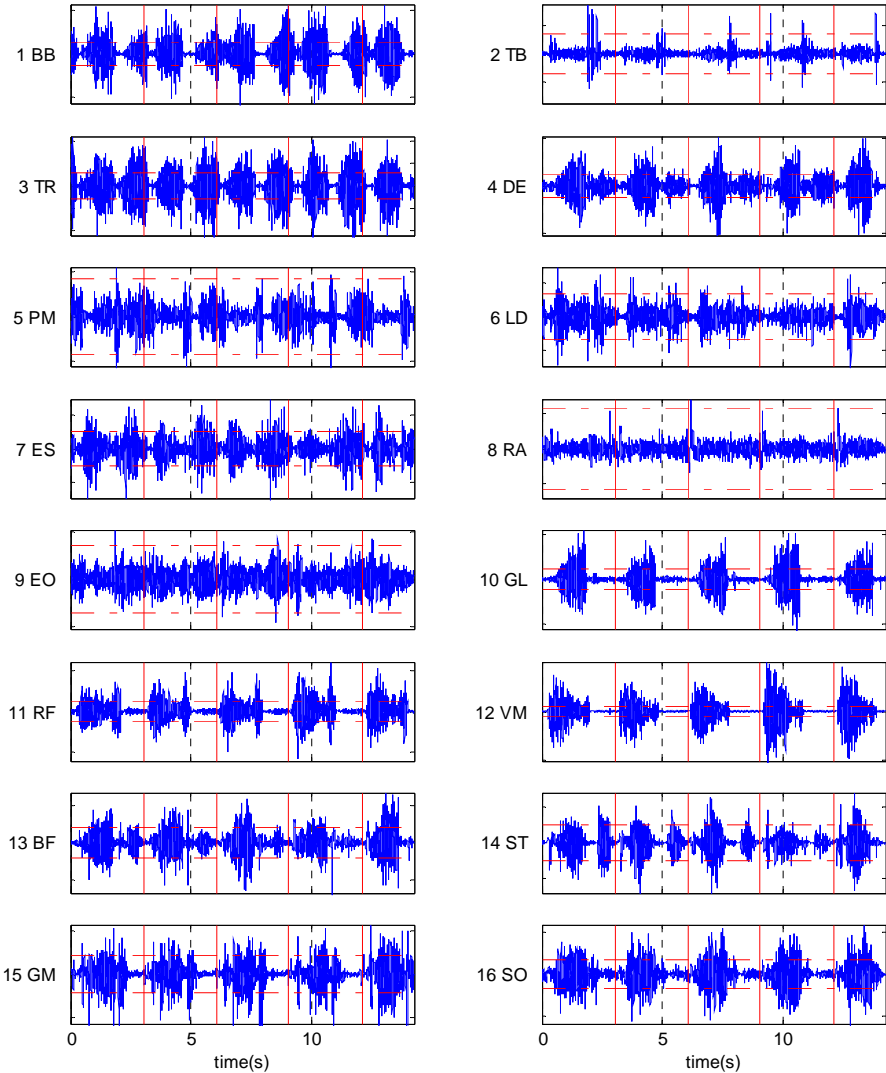 1 BB
2 TB
3 TR
4 DE
5 PM
6 LD
7 ES
8 RA
9 EO
10 GL
11 RF
12 VM
13 BF
14 ST
15 GM
16 SO
0 5 10
0 5 10
time(s)
time(s)